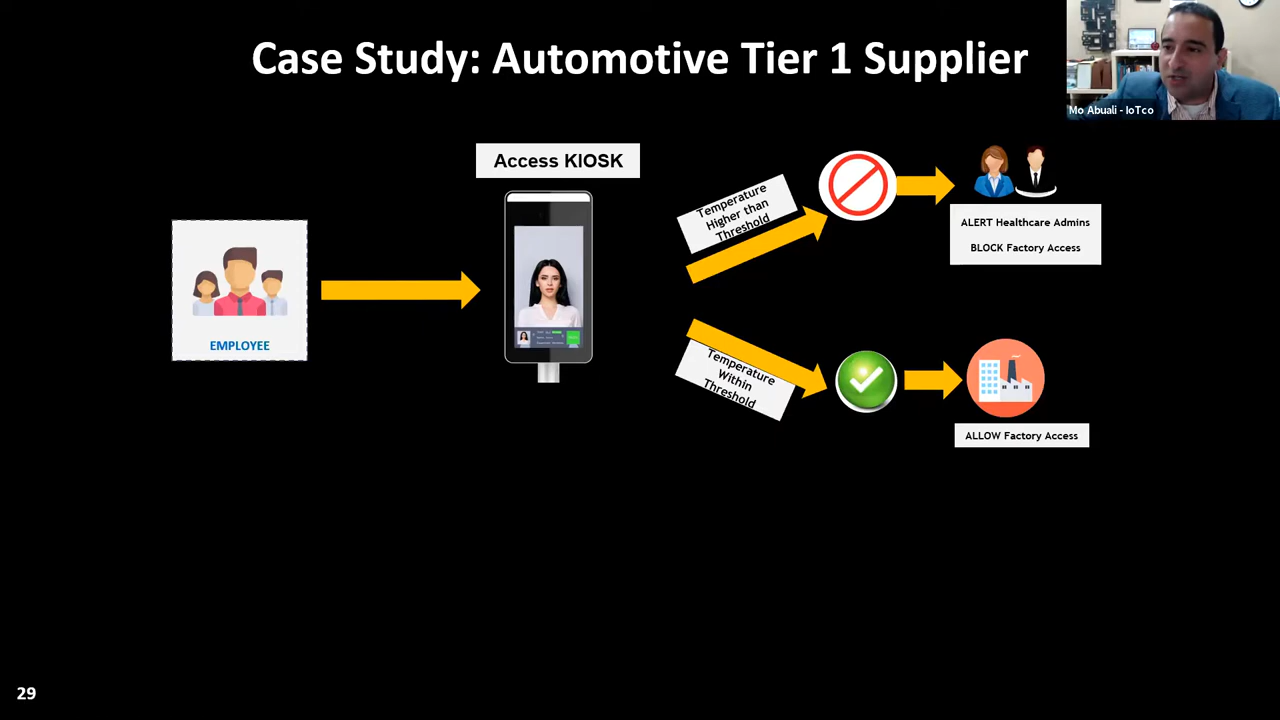 Case Study: Automotive Tier 1 Supplier
Mo Abuali - IoTco
Access KIOSK
EMPLOYEE
Temperature
Higher than
Threshold
ALERT Healthcare Admins
BLOCK Factory Access
Temperature
Within
Threshold
ALLOW Factory Access
29